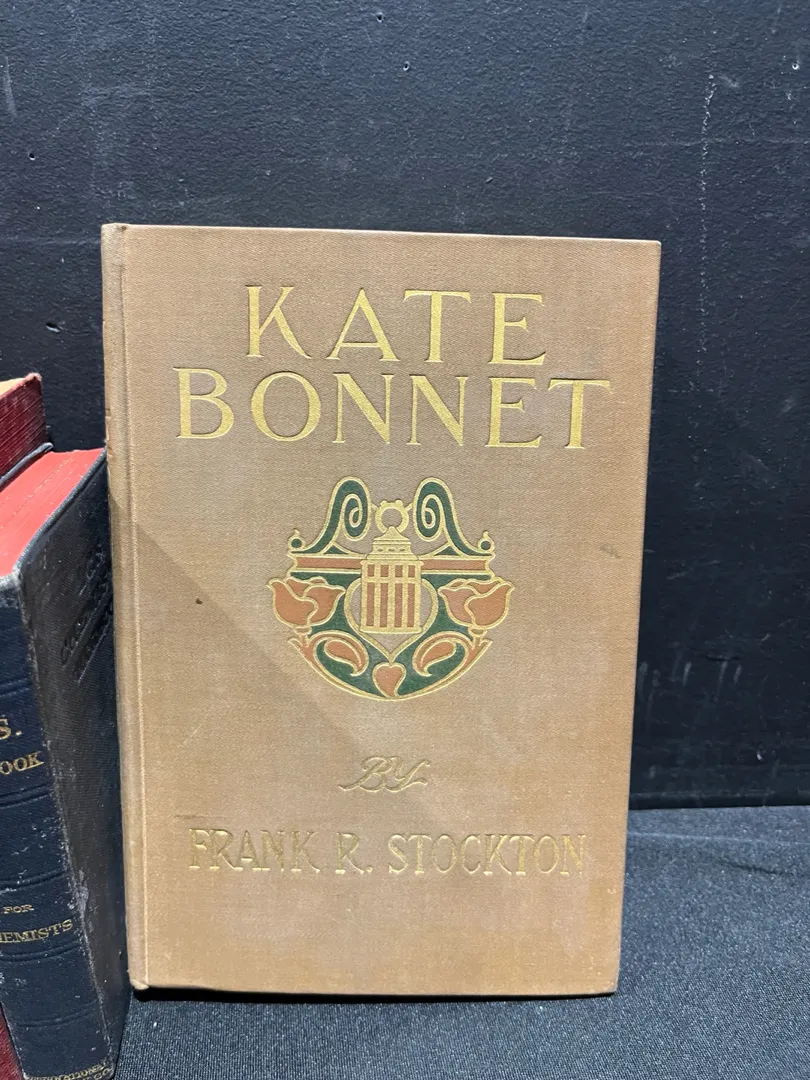 KATE
BONNET
BY
FRANK R. STOCKTON
S.
OOK
FOR
EMISTS